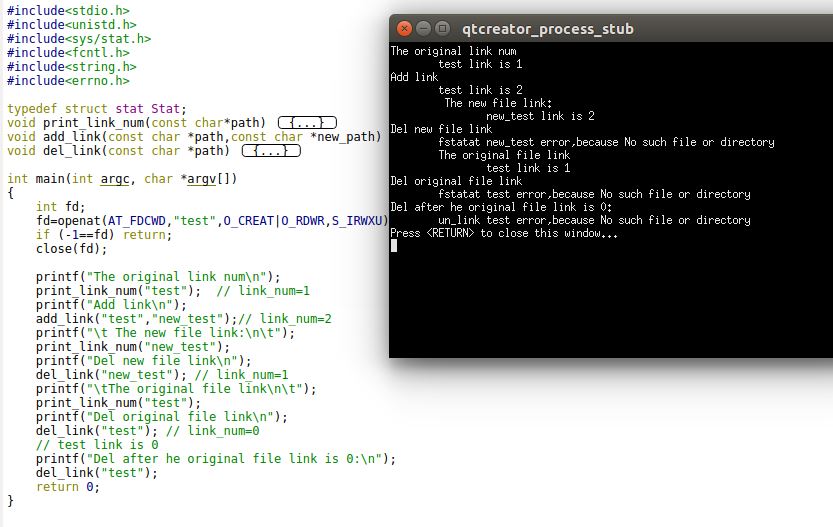 #include<stdio.h>
#include<unistd.h>
#include<sys/stat.h>
#include<fcntl.h>
#include<string.h>
#include<errno.h>
typedef struct stat Stat;
void print_link_num(const char*path) {...}
void add_link(const char *path,const char *new_path)
void del_link(const char *path) {...}
int main(int argc, char *argv[])
{
int fd;
fd=openat(AT_FDCWD,"test",O_CREAT|O_RDWR,S_IRWXU)
if (-1==fd) return;
close(fd);
printf("The original link num\n");
print_link_num("test"); // link_num=1
printf("Add link\n");
add_link("test","new_test");// link_num=2
printf("\t The new file link:\n\t");
print_link_num("new_test");
printf("Del new file link\n");
del_link("new_test"); // link_num=1
printf("\tThe original file link\n\t");
print_link_num("test");
printf("Del original file link\n");
del_link("test"); // link_num=0
// test link is 0
printf("Del after he original file link is 0:\n");
del_link("test");
return 0;
}
qtcreator_process_stub
The original link num
test link is 1
Add link
test link is 2
The new file link:
new_test link is 2
Del new file link
fstatat new_test error,because No such file or directory
The original file link
test link is 1
Del original file link
fstatat test error,because No such file or directory
Del after he original file link is 0:
un_link test error,because No such file or directory
Press <RETURN> to close this window...